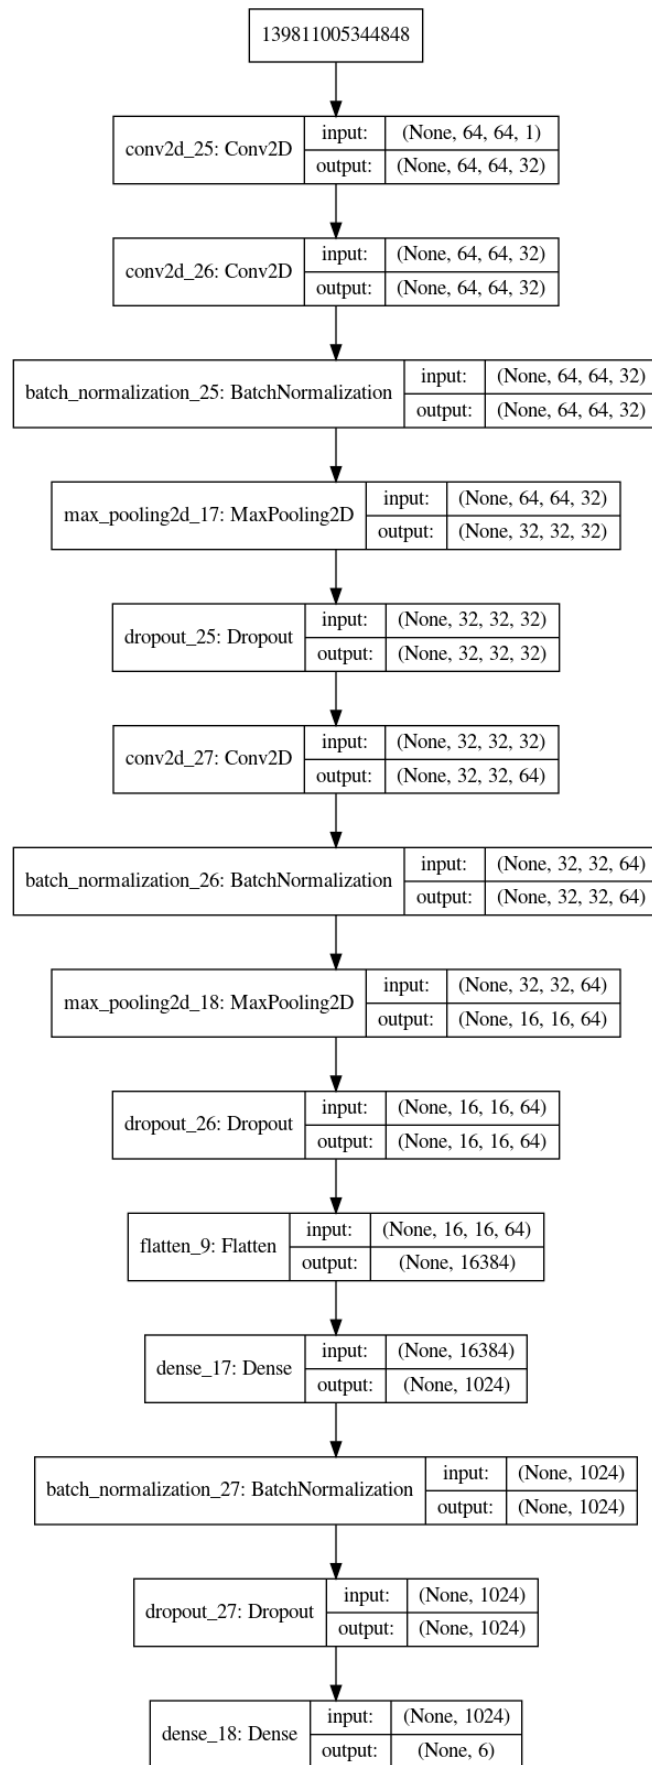 139811005344848
conv2d_25: Conv2D
input: (None, 64, 64, 1)
output: (None, 64, 64, 32)
conv2d_26: Conv2D
input: (None, 64, 64, 32)
output: (None, 64, 64, 32)
batch_normalization_25: BatchNormalization
input: (None, 64, 64, 32)
output: (None, 64, 64, 32)
max_pooling2d_17: MaxPooling2D
input: (None, 64, 64, 32)
output: (None, 32, 32, 32)
dropout_25: Dropout
input: (None, 32, 32, 32)
output: (None, 32, 32, 32)
conv2d_27: Conv2D
input: (None, 32, 32, 32)
output: (None, 32, 32, 64)
batch_normalization_26: BatchNormalization
input: (None, 32, 32, 64)
output: (None, 32, 32, 64)
max_pooling2d_18: MaxPooling2D
input: (None, 32, 32, 64)
output: (None, 16, 16, 64)
dropout_26: Dropout
input: (None, 16, 16, 64)
output: (None, 16, 16, 64)
flatten_9: Flatten
input: (None, 16, 16, 64)
output: (None, 16384)
dense_17: Dense
input: (None, 16384)
output: (None, 1024)
batch_normalization_27: BatchNormalization
input: (None, 1024)
output: (None, 1024)
dropout_27: Dropout
input: (None, 1024)
output: (None, 1024)
dense_18: Dense
input: (None, 1024)
output: (None, 6)